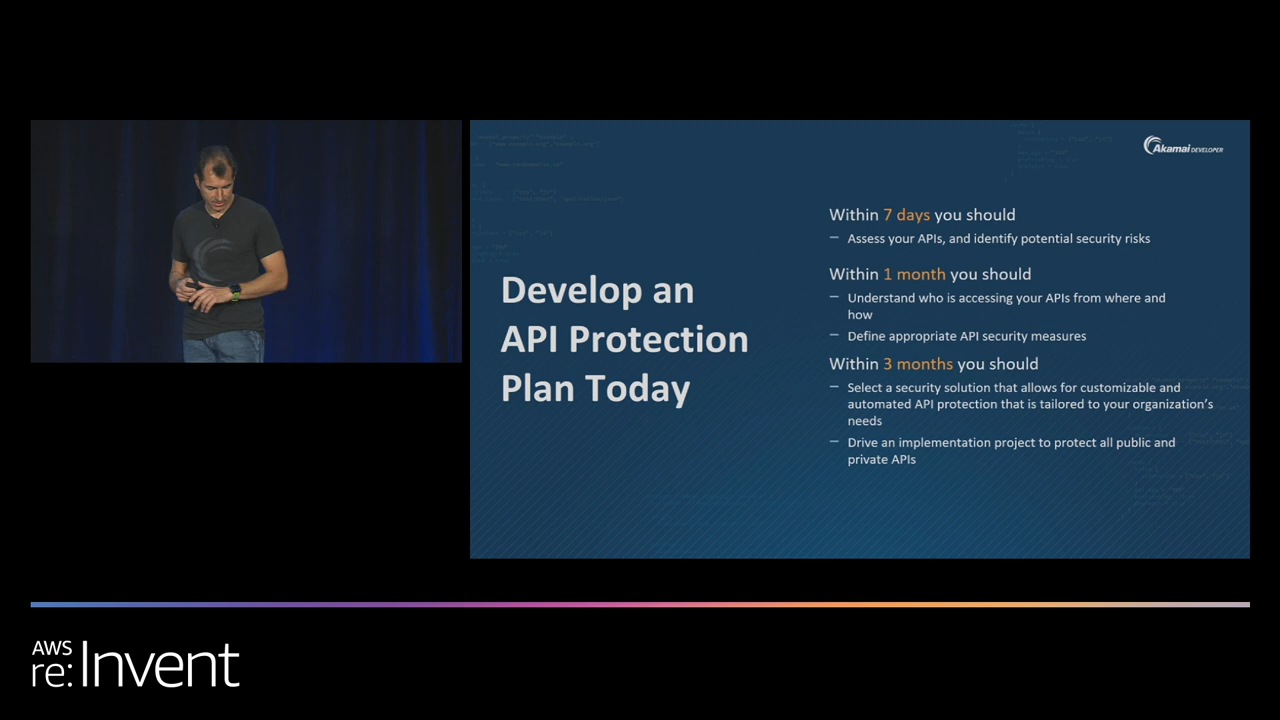 Akamai DEVELOPER
Develop an
API Protection
Plan Today
Within 7 days you should
– Assess your APIs, and identify potential security risks
Within 1 month you should
– Understand who is accessing your APIs from where and
how
– Define appropriate API security measures
Within 3 months you should
– Select a security solution that allows for customizable and
automated API protection that is tailored to your organization’s
needs
– Drive an implementation project to protect all public and
private APIs
AWS
re:Invent